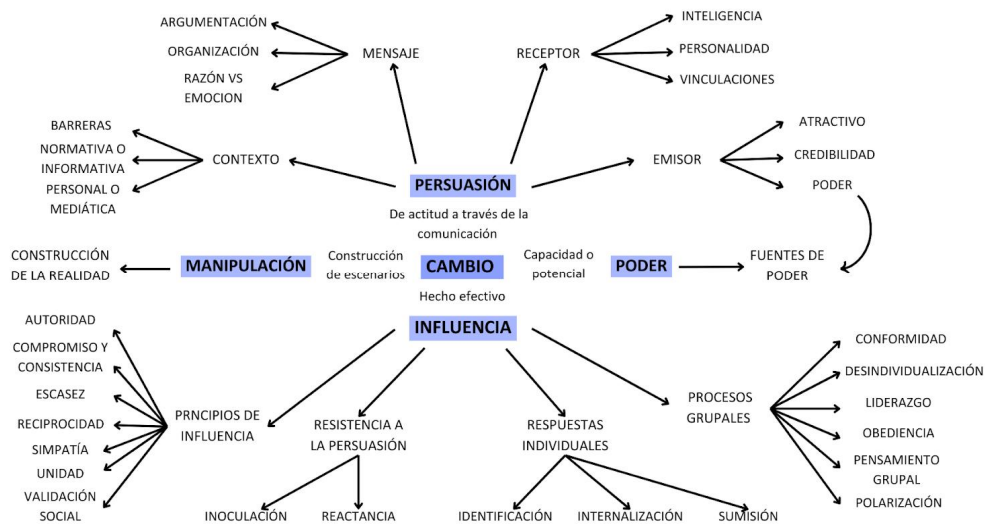 ARGUMENTACIÓN
ORGANIZACIÓN
RAZÓN VS
EMOCION
MENSAJE
RECEPTOR
INTELIGENCIA
PERSONALIDAD
VINCULACIONES
BARRERAS
NORMATIVA O
INFORMATIVA
PERSONAL O
MEDIÁTICA
CONTEXTO
EMISOR
ATRACTIVO
CREDIBILIDAD
PODER
PERSUASIÓN
De actitud a través de la
comunicación
CONSTRUCCIÓN
DE LA REALIDAD
MANIPULACIÓN
Construcción
de escenarios
CAMBIO
Capacidad o
potencial
PODER
FUENTES DE
PODER
Hecho efectivo
INFLUENCIA
AUTORIDAD
COMPROMISO Y
CONSISTENCIA
ESCASEZ
RECIPROCIDAD
SIMPATÍA
UNIDAD
VALIDACIÓN
SOCIAL
PRNCIPIOS DE
INFLUENCIA
RESISTENCIA A
LA PERSUASIÓN
INOCULACIÓN
REACTANCIA
RESPUESTAS
INDIVIDUALES
IDENTIFICACIÓN
INTERNALIZACIÓN
SUMISIÓN
PROCESOS
GRUPALES
CONFORMIDAD
DESINDIVIDUALIZACIÓN
LIDERAZGO
OBEDIENCIA
PENSAMIENTO
GRUPAL
POLARIZACIÓN